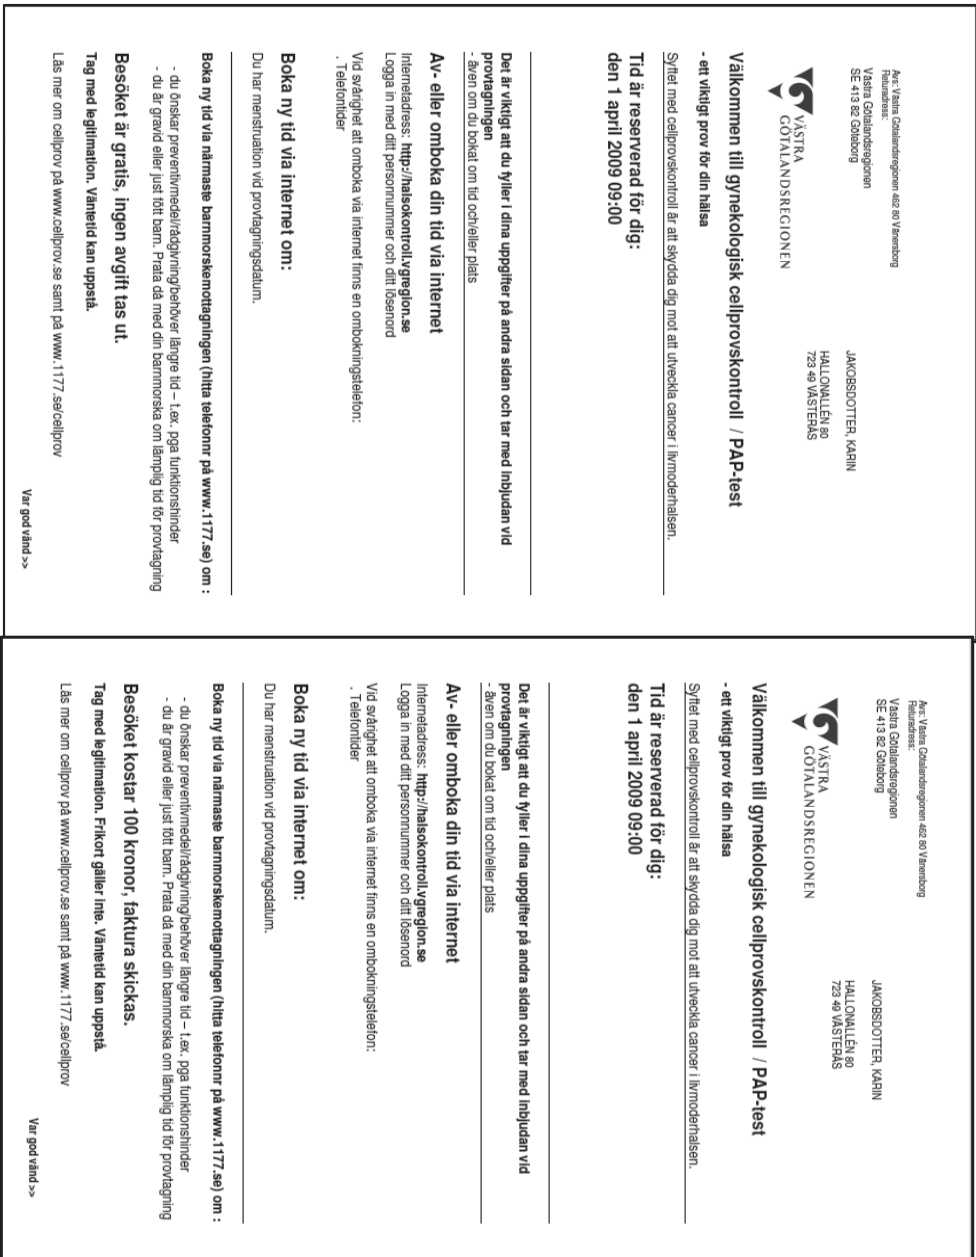 Avs: Västra Götalandsregionen 462 80 Vänersborg
Returadress:
Västra Götalandsregionen
SE 413 82 Göteborg
JAKOBSDOTTER, KARIN
HALLONALLÉN 80
723 49 VÄSTERÅS
VÄSTRA
GÖTALANDSREGIONEN
Välkommen till gynekologisk cellprovskontroll / PAP-test
- ett viktigt prov för din hälsa
Syftet med cellprovskontroll är att skydda dig mot att utveckla cancer i livmoderhalsen.
Tid är reserverad för dig:
den 1 april 2009 09:00
Det är viktigt att du fyller i dina uppgifter på andra sidan och tar med inbjudan vid
provtagningen
- även om du bokat om tid och/eller plats
Av- eller omboka din tid via internet
Internetadress: http://halsokontroll.vgregion.se
Logga in med ditt personnummer och ditt lösenord
Vid svårighet att omboka via internet finns en ombokningstelefon:
. Telefontider
Boka ny tid via internet om:
Du har menstruation vid provtagningsdatum.
Boka ny tid via närmaste barnmorskemottagningen (hitta telefonnr på www.1177.se) om :
- du önskar preventivmedel/rådgivning/behöver längre tid – t.ex. pga funktionshinder
- du är gravid eller just fött barn. Prata då med din barnmorska om lämplig tid för provtagning
Besöket är gratis, ingen avgift tas ut.
Tag med legitimation. Väntetid kan uppstå.
Läs mer om cellprov på www.cellprov.se samt på www.1177.se/cellprov
Var god vänd >>
Avs: Västra Götalandsregionen 462 80 Vänersborg
Returadress:
Västra Götalandsregionen
SE 413 82 Göteborg
JAKOBSDOTTER, KARIN
HALLONALLÉN 80
723 49 VÄSTERÅS
VÄSTRA
GÖTALANDSREGIONEN
Välkommen till gynekologisk cellprovskontroll / PAP-test
- ett viktigt prov för din hälsa
Syftet med cellprovskontroll är att skydda dig mot att utveckla cancer i livmoderhalsen.
Tid är reserverad för dig:
den 1 april 2009 09:00
Det är viktigt att du fyller i dina uppgifter på andra sidan och tar med inbjudan vid
provtagningen
- även om du bokat om tid och/eller plats
Av- eller omboka din tid via internet
Internetadress: http://halsokontroll.vgregion.se
Logga in med ditt personnummer och ditt lösenord
Vid svårighet att omboka via internet finns en ombokningstelefon:
. Telefontider
Boka ny tid via internet om:
Du har menstruation vid provtagningsdatum.
Boka ny tid via närmaste barnmorskemottagningen (hitta telefonnr på www.1177.se) om :
- du önskar preventivmedel/rådgivning/behöver längre tid – t.ex. pga funktionshinder
- du är gravid eller just fött barn. Prata då med din barnmorska om lämplig tid för provtagning
Besöket kostar 100 kronor, faktura skickas.
Tag med legitimation. Frikort gäller inte. Väntetid kan uppstå.
Läs mer om cellprov på www.cellprov.se samt på www.1177.se/cellprov
Var god vänd >>